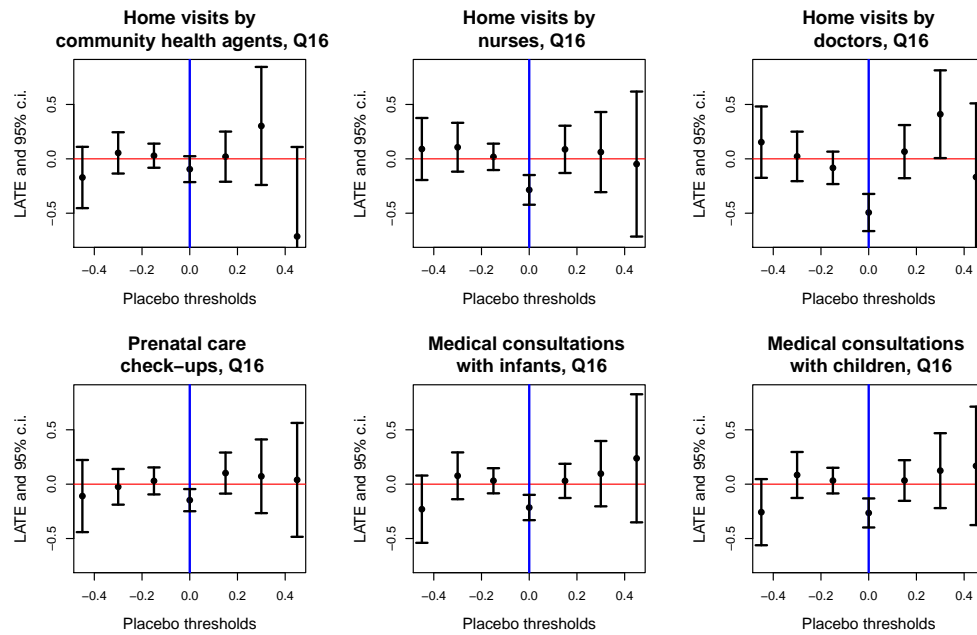 Home visits by
community health agents, Q16
Home visits by
nurses, Q16
Home visits by
doctors, Q16
LATE and 95% c.i.
0.5
0.0
−0.5
−0.4
−0.2
0.0
0.2
0.4
Placebo thresholds
LATE and 95% c.i.
0.5
0.0
−0.5
−0.4
−0.2
0.0
0.2
0.4
Placebo thresholds
LATE and 95% c.i.
0.5
0.0
−0.5
−0.4
−0.2
0.0
0.2
0.4
Placebo thresholds
Prenatal care
check−ups, Q16
Medical consultations
with infants, Q16
Medical consultations
with children, Q16
LATE and 95% c.i.
0.5
0.0
−0.5
−0.4
−0.2
0.0
0.2
0.4
Placebo thresholds
LATE and 95% c.i.
0.5
0.0
−0.5
−0.4
−0.2
0.0
0.2
0.4
Placebo thresholds
LATE and 95% c.i.
0.5
0.0
−0.5
−0.4
−0.2
0.0
0.2
0.4
Placebo thresholds